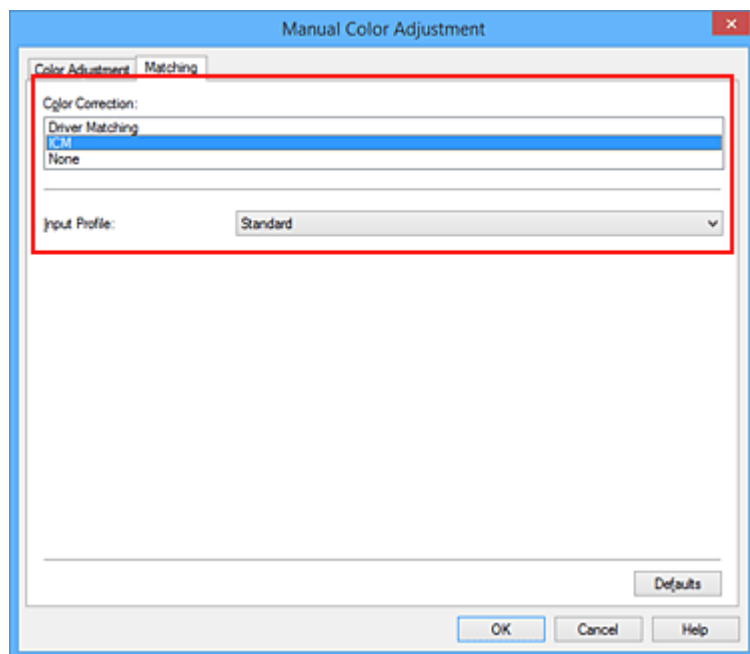 Manual Color Adjustment
Color Adjustment Matching
Color Correction:
Driver Matching
ICM
None
Input Profile: Standard
Defaults
OK Cancel Help